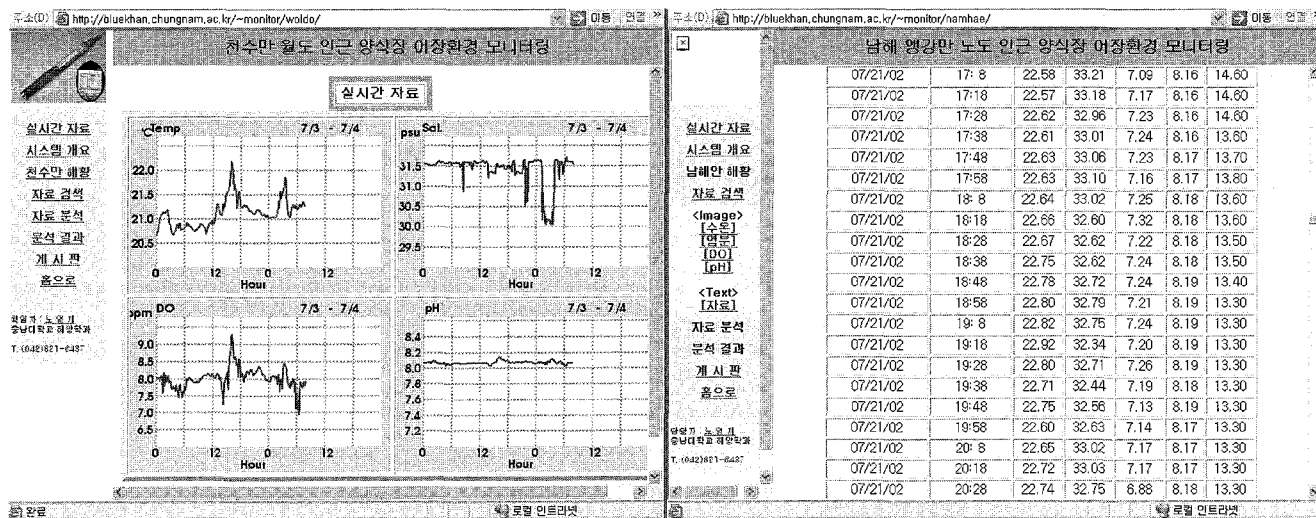 주소(D) http://bluekhan.chungnam.ac.kr/~monitor/woldo/ 이동 연결 »
천수만 월도 인근 양식장 어장환경 모니터링
실시간 자료
실시간 자료
시스템 개요
천수만 해황
자료 검색
자료 분석
분석 결과
게 시 판
홈으로
충남대학교 해양학과
T. (042)821-6437
°C Temp 7/3 - 7/4
22.0
21.5
21.0
20.5
0 12 0 12
Hour
psu Sal. 7/3 - 7/4
31.5
31.0
30.5
30.0
29.5
0 12 0 12
Hour
ppm DO 7/3 - 7/4
9.0
8.5
8.0
7.5
7.0
6.5
0 12 0 12
Hour
pH 7/3 - 7/4
8.4
8.2
8.0
7.8
7.6
7.4
7.2
0 12 0 12
Hour
완료 로컬 인트라넷
주소(D) http://bluekhan.chungnam.ac.kr/~monitor/namhae/ 이동 연결
남해 앵강만 노도 인근 양식장 어장환경 모니터링
실시간 자료
시스템 개요
남해안 해황
자료 검색
<Image>
[수온]
[염분]
[DO]
[pH]
<Text>
[자료]
자료 분석
분석 결과
게 시 판
홈으로
충남대학교 해양학과
T. (042)821-6437
07/21/02 17: 8 22.58 33.21 7.09 8.16 14.60
07/21/02 17:18 22.57 33.18 7.17 8.16 14.60
07/21/02 17:28 22.62 32.96 7.23 8.16 14.60
07/21/02 17:38 22.61 33.01 7.24 8.16 13.60
07/21/02 17:48 22.63 33.06 7.23 8.17 13.70
07/21/02 17:58 22.63 33.10 7.16 8.17 13.80
07/21/02 18: 8 22.64 33.02 7.25 8.18 13.60
07/21/02 18:18 22.66 32.60 7.32 8.18 13.60
07/21/02 18:28 22.67 32.62 7.22 8.18 13.50
07/21/02 18:38 22.75 32.62 7.24 8.18 13.50
07/21/02 18:48 22.78 32.72 7.24 8.19 13.40
07/21/02 18:58 22.80 32.79 7.21 8.19 13.30
07/21/02 19: 8 22.82 32.75 7.24 8.19 13.30
07/21/02 19:18 22.92 32.34 7.20 8.19 13.30
07/21/02 19:28 22.80 32.71 7.26 8.19 13.30
07/21/02 19:38 22.71 32.44 7.19 8.18 13.30
07/21/02 19:48 22.75 32.56 7.13 8.19 13.30
07/21/02 19:58 22.60 32.63 7.14 8.17 13.30
07/21/02 20: 8 22.65 33.02 7.17 8.17 13.30
07/21/02 20:18 22.72 33.03 7.17 8.17 13.30
07/21/02 20:28 22.74 32.75 6.88 8.18 13.30
로컬 인트라넷